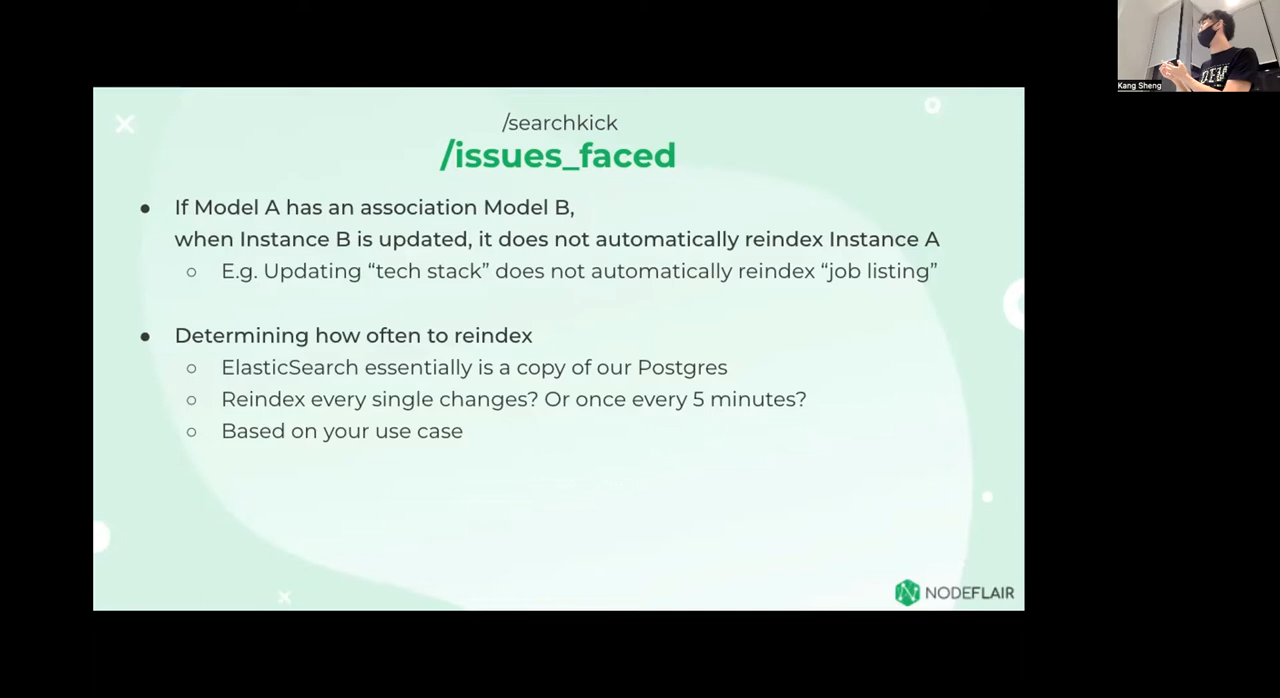 /searchkick
/issues_faced
● If Model A has an association Model B,
when Instance B is updated, it does not automatically reindex Instance A
○ E.g. Updating “tech stack” does not automatically reindex “job listing”
● Determining how often to reindex
○ ElasticSearch essentially is a copy of our Postgres
○ Reindex every single changes? Or once every 5 minutes?
○ Based on your use case
NODEFLAIR
Kang Sheng